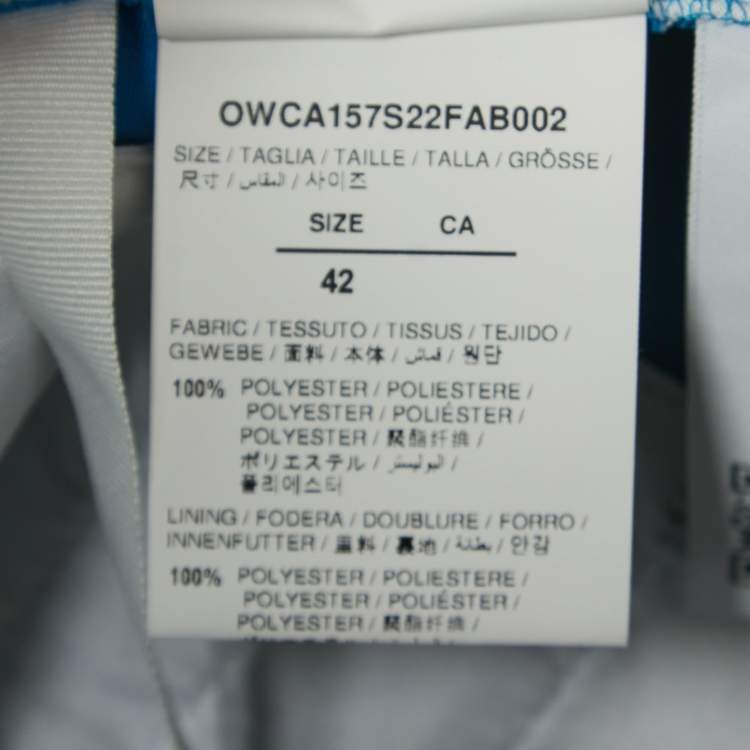 OWCA157S22FAB002
SIZE / TAGLIA / TAILLE / TALLA / GRÖSSE /
尺寸 / المقاس / 사이즈
SIZE CA
42
FABRIC / TESSUTO / TISSUS / TEJIDO /
GEWEBE / 面料 / 本体 / قماش / 원단
100% POLYESTER / POLIESTERE /
POLYESTER / POLIÉSTER /
POLYESTER / 聚酯纤维 /
ポリエステル / البوليستر /
폴리에스터
LINING / FODERA / DOUBLURE / FORRO /
INNENFUTTER / 里料 / 裏地 / بطانة / 안감
100% POLYESTER / POLIESTERE /
POLYESTER / POLIÉSTER /
POLYESTER / 聚酯纤维 /